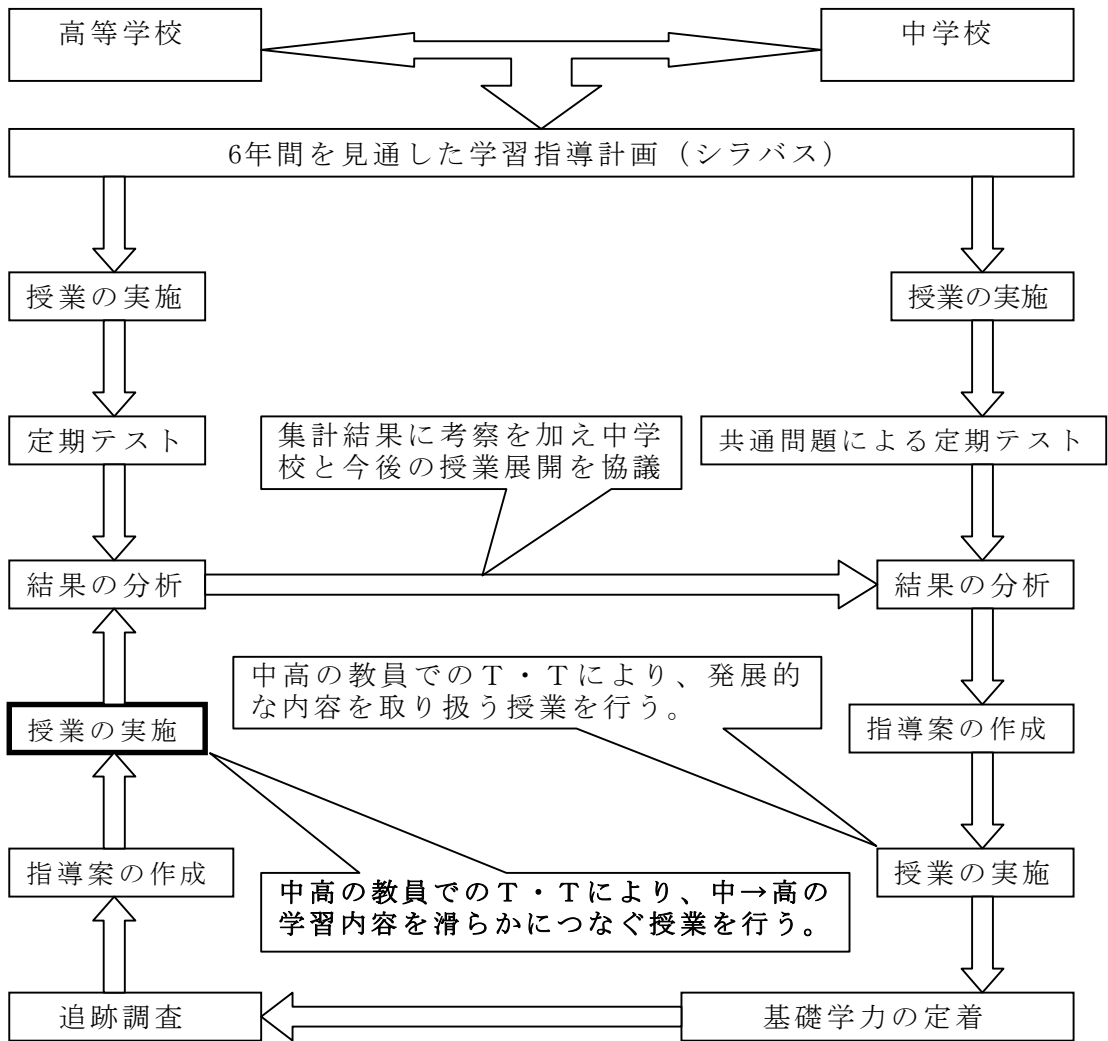 高等学校
中学校
6年間を見通した学習指導計画（シラバス）
授業の実施
授業の実施
定期テスト
集計結果に考察を加え中学
校と今後の授業展開を協議
共通問題による定期テスト
結果の分析
結果の分析
中高の教員でのＴ・Ｔにより、発展的
な内容を取り扱う授業を行う。
授業の実施
指導案の作成
指導案の作成
中高の教員でのＴ・Ｔにより、中→高の
学習内容を滑らかにつなぐ授業を行う。
授業の実施
追跡調査
基礎学力の定着